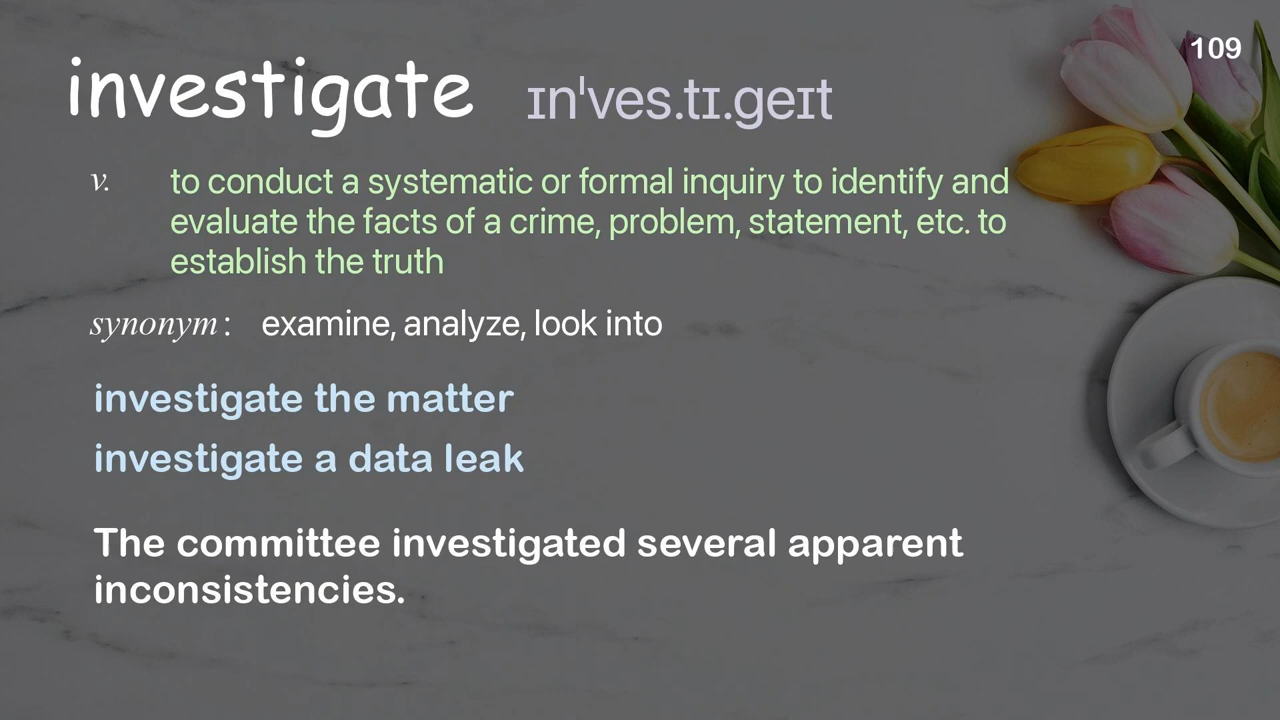 109
investigate ɪnˈves.tɪ.ɡeɪt
v. to conduct a systematic or formal inquiry to identify and
evaluate the facts of a crime, problem, statement, etc. to
establish the truth
synonym: examine, analyze, look into
investigate the matter
investigate a data leak
The committee investigated several apparent
inconsistencies.